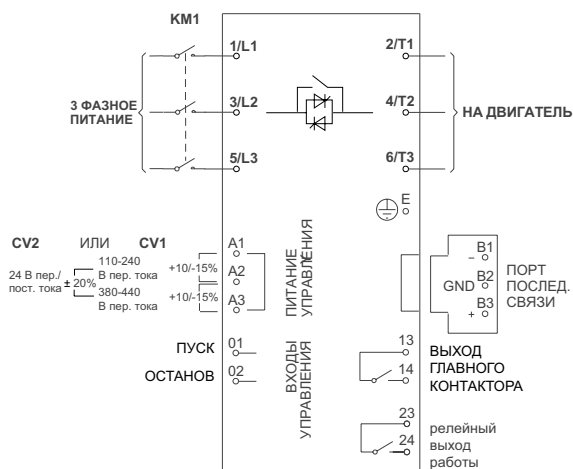 KM1
1/L1
2/T1
3 ФАЗНОЕ
ПИТАНИЕ
3/L2
4/T2
НА ДВИГАТЕЛЬ
5/L3
6/T3
E
CV2
ИЛИ
CV1
24 В пер./
пост. тока
± 20%
110-240
В пер. тока
380-440
В пер. тока
+10/-15%
+10/-15%
A1
A2
A3
ПИТАНИЕ
УПРАВЛЕНИЯ
B1
−
GND
B2
B3
+
ПОРТ
ПОСЛЕД.
СВЯЗИ
ПУСК
01
ОСТАНОВ
02
ВХОДЫ
УПРАВЛЕНИЯ
13
14
ВЫХОД
ГЛАВНОГО
КОНТАКТОРА
23
24
релейный
выход
работы